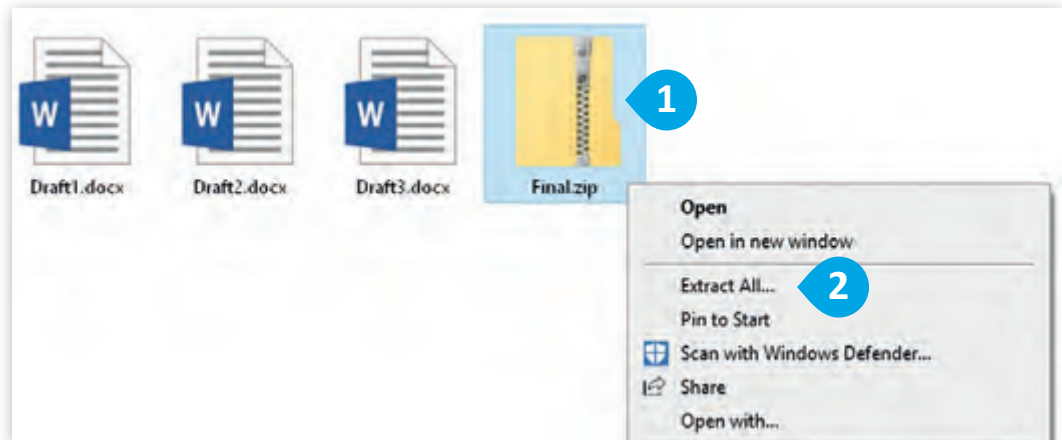 W
W
W
1
Draft1.docx
Draft2.docx
Draft3.docx
Final.zip
Open
Open in new window
Extract All...
2
Pin to Start
Scan with Windows Defender...
Share
Open with...